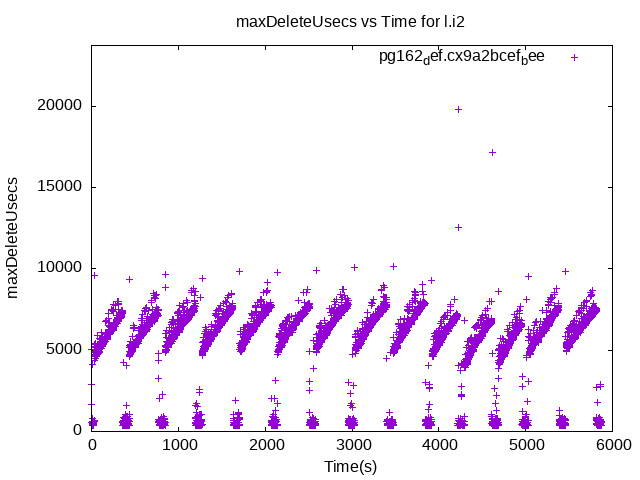 maxDeleteUsecs vs Time for l.i2
pg162def.cx9a2bcefbee
maxDeleteUsecs
20000
15000
10000
5000
0
0 1000 2000 3000 4000 5000 6000
Time(s)